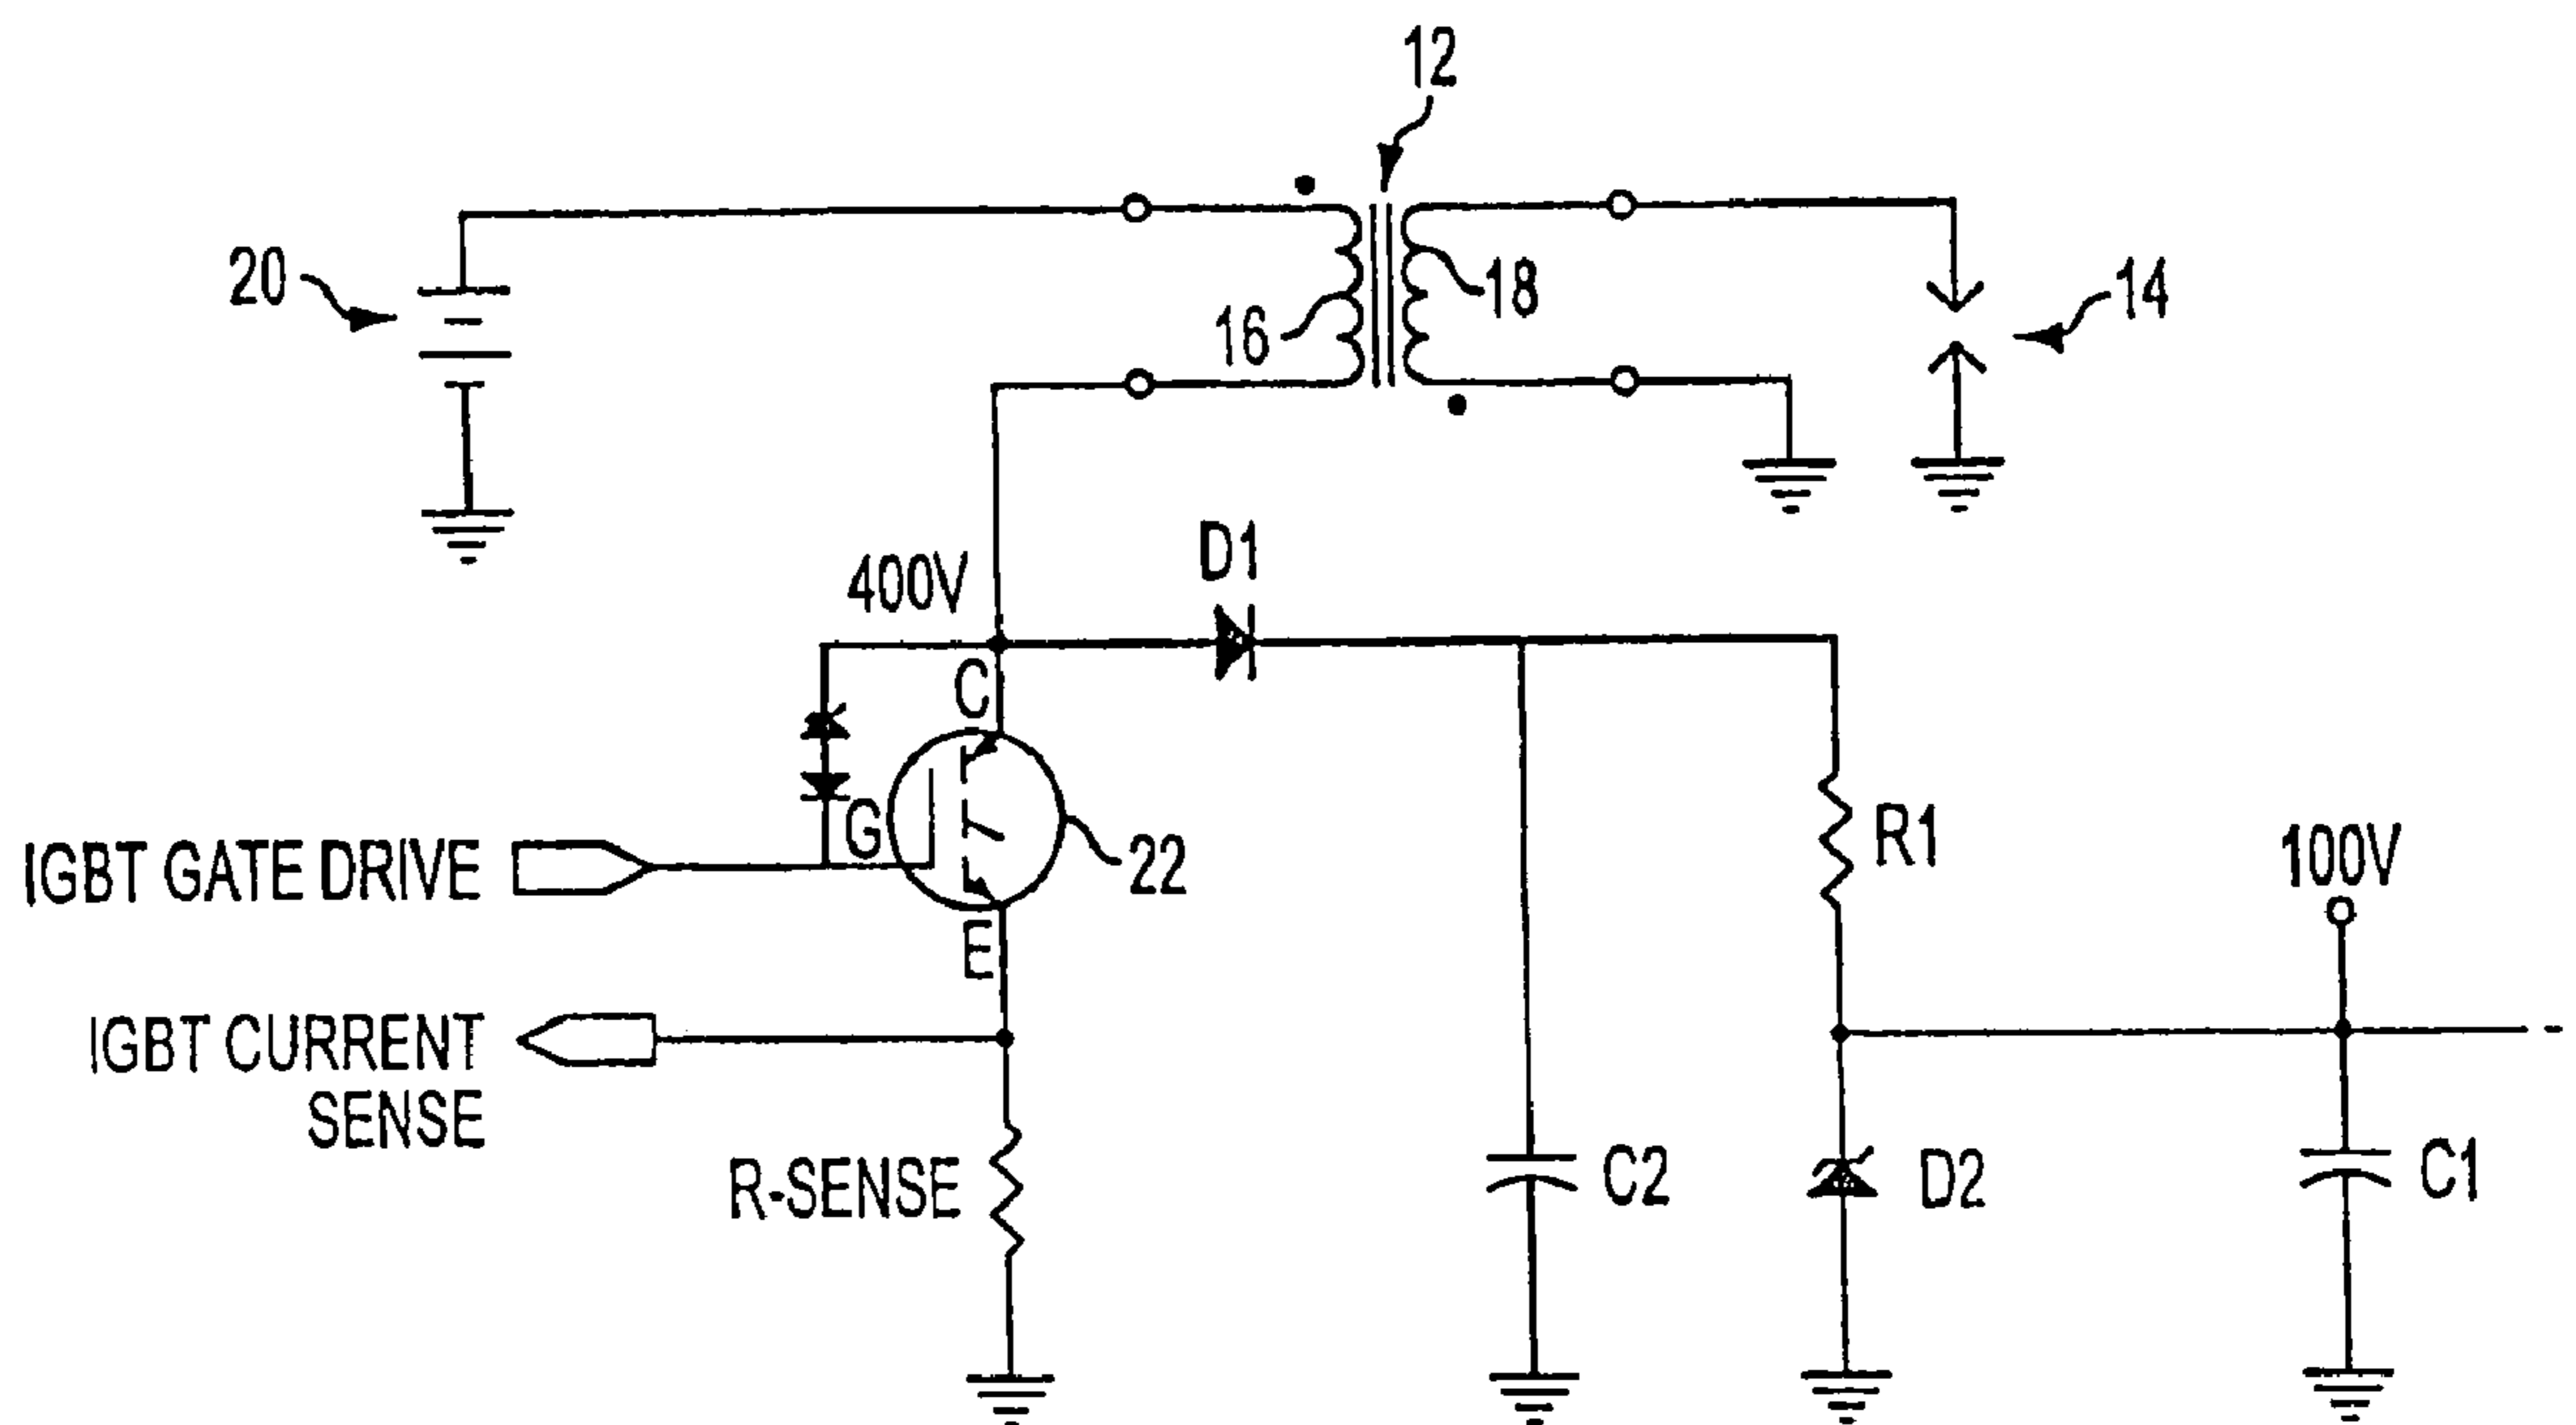 12
20
16
18
14
400V
D1
C
G
22
R1
100V
IGBT GATE DRIVE
E
IGBT CURRENT
SENSE
R-SENSE
C2
D2
C1